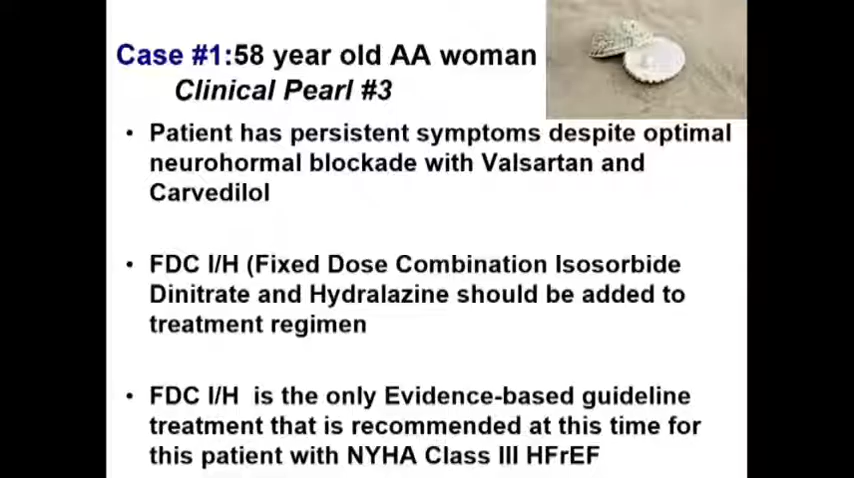 Case #1:58 year old AA woman
Clinical Pearl #3
• Patient has persistent symptoms despite optimal
neurohormal blockade with Valsartan and
Carvedilol
• FDC I/H (Fixed Dose Combination Isosorbide
Dinitrate and Hydralazine should be added to
treatment regimen
• FDC I/H is the only Evidence-based guideline
treatment that is recommended at this time for
this patient with NYHA Class III HFrEF